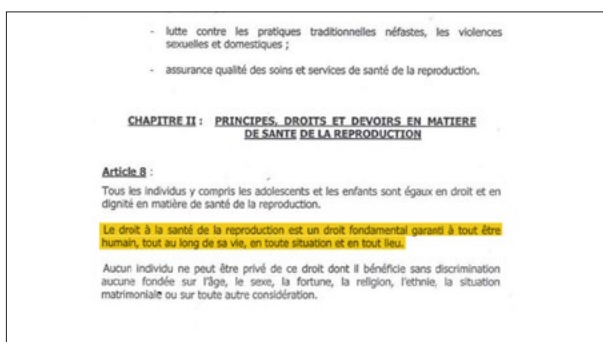 - lutte contre les pratiques traditionnelles néfastes, les violences
sexuelles et domestiques ;
- assurance qualité des soins et services de santé de la reproduction.
CHAPITRE II : PRINCIPES, DROITS ET DEVOIRS EN MATIERE
DE SANTE DE LA REPRODUCTION
Article 8 :
Tous les individus y compris les adolescents et les enfants sont égaux en droit et en
dignité en matière de santé de la reproduction.
Le droit à la santé de la reproduction est un droit fondamental garanti à tout être
humain, tout au long de sa vie, en toute situation et en tout lieu.
Aucun individu ne peut être privé de ce droit dont il bénéficie sans discrimination
aucune fondée sur l'âge, le sexe, la fortune, la religion, l'ethnie, la situation
matrimoniale ou sur toute autre considération.